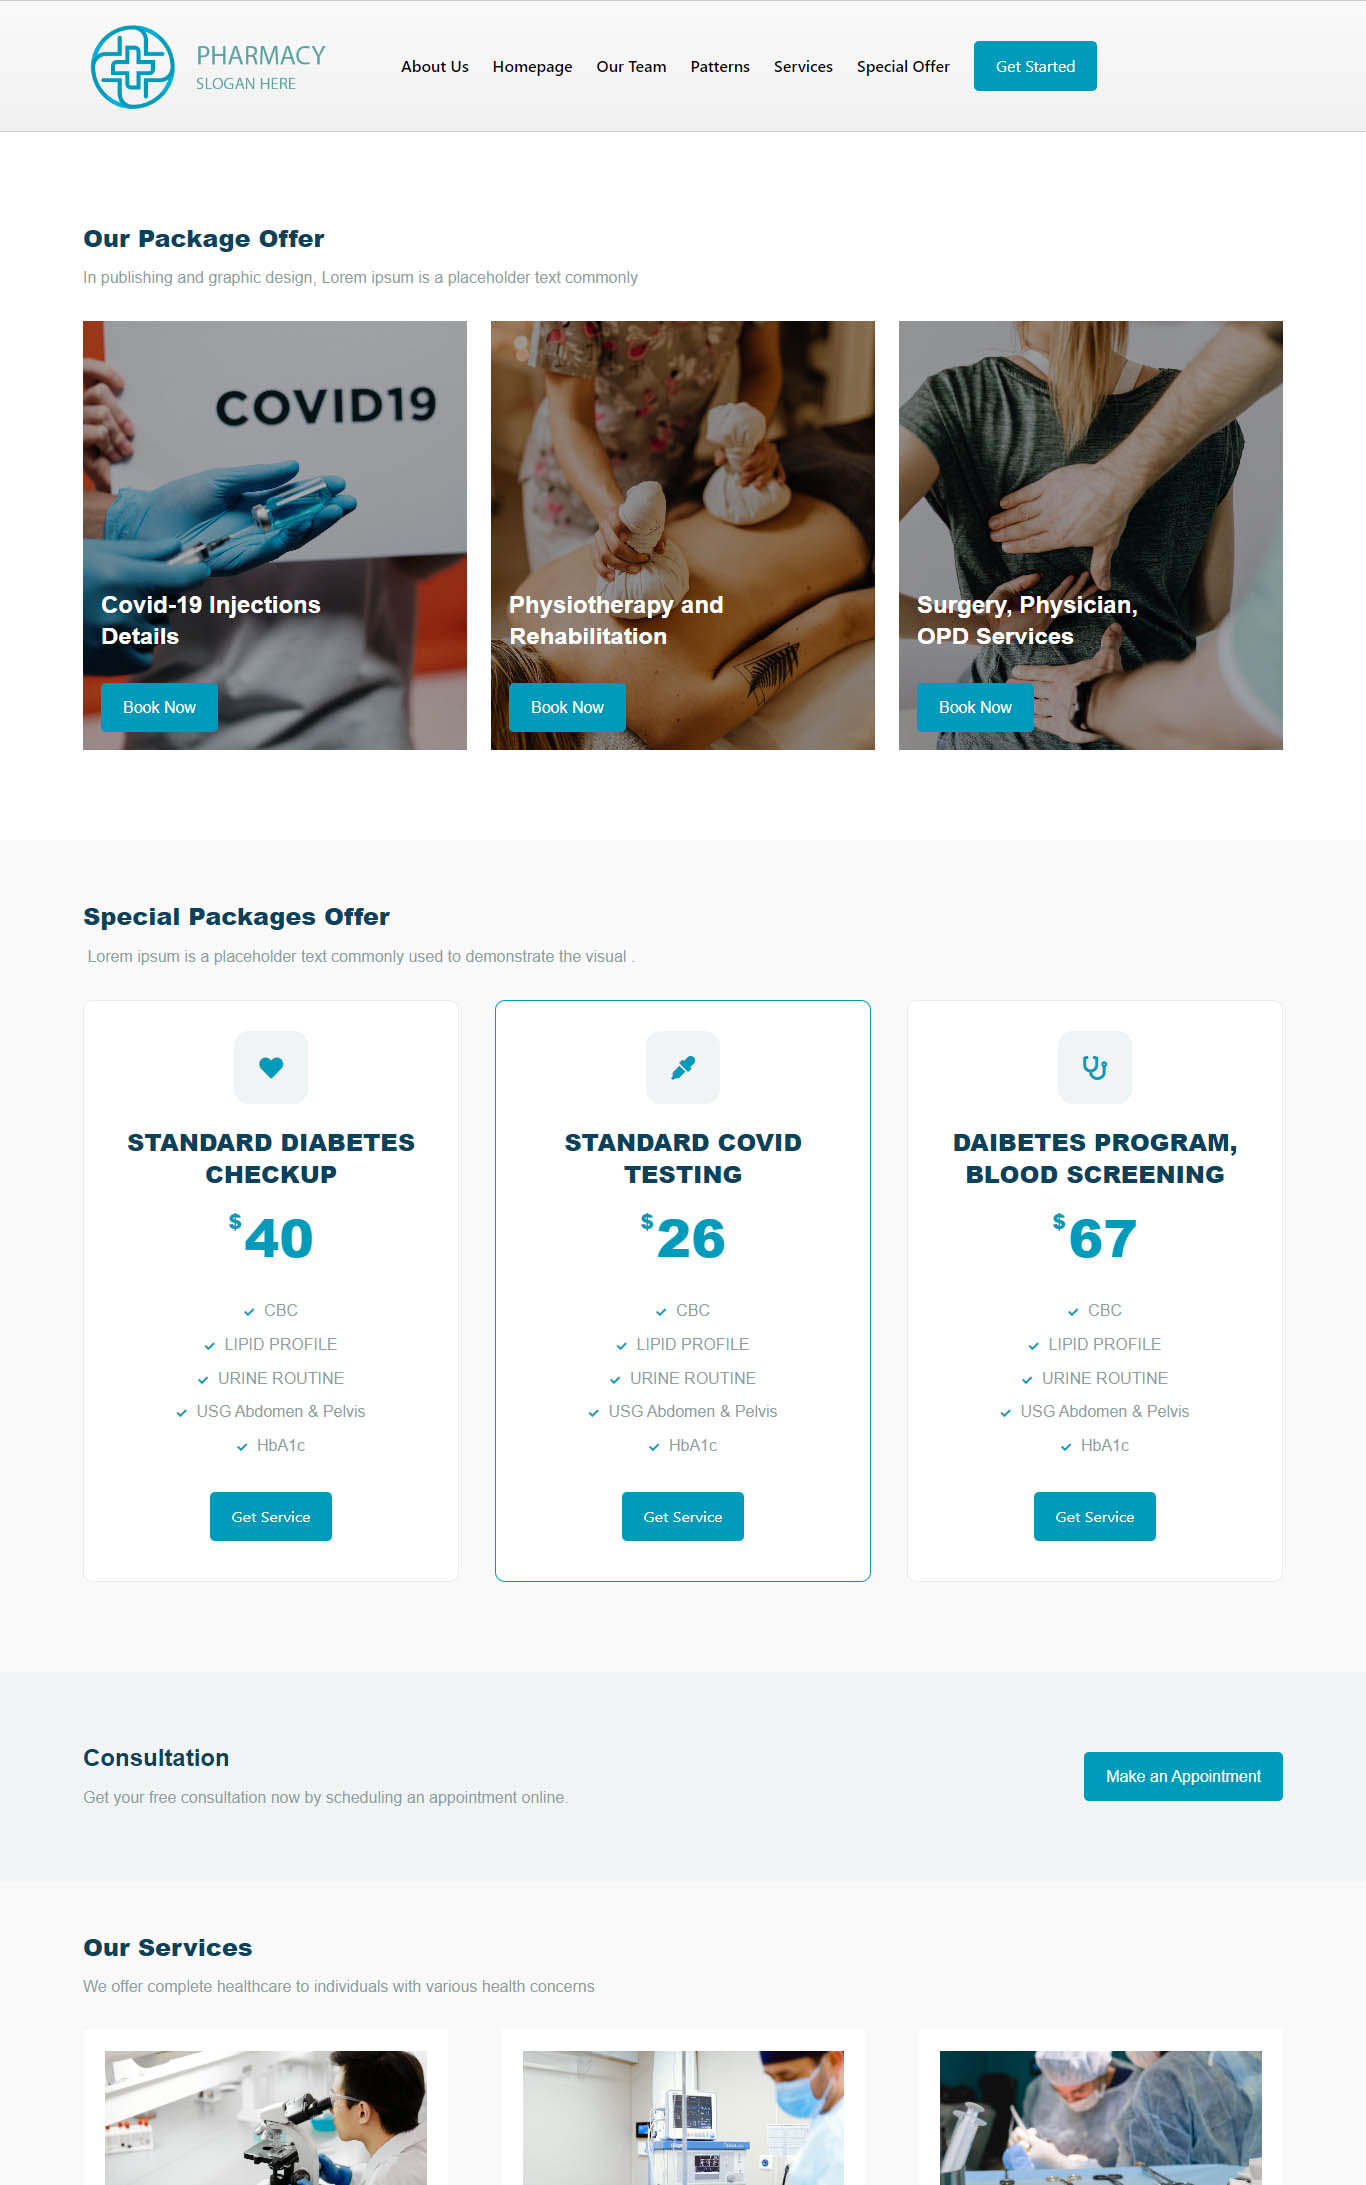 PHARMACY
SLOGAN HERE
About Us Homepage Our Team Patterns Services Special Offer Get Started
Our Package Offer
In publishing and graphic design, Lorem ipsum is a placeholder text commonly
COVID19
Covid-19 Injections
Details
Book Now
Physiotherapy and
Rehabilitation
Book Now
Surgery, Physician,
OPD Services
Book Now
Special Packages Offer
Lorem ipsum is a placeholder text commonly used to demonstrate the visual .
STANDARD DIABETES
CHECKUP
$40
CBC
LIPID PROFILE
URINE ROUTINE
USG Abdomen & Pelvis
HbA1c
Get Service
STANDARD COVID
TESTING
$26
CBC
LIPID PROFILE
URINE ROUTINE
USG Abdomen & Pelvis
HbA1c
Get Service
DAIBETES PROGRAM,
BLOOD SCREENING
$67
CBC
LIPID PROFILE
URINE ROUTINE
USG Abdomen & Pelvis
HbA1c
Get Service
Consultation
Get your free consultation now by scheduling an appointment online.
Make an Appointment
Our Services
We offer complete healthcare to individuals with various health concerns